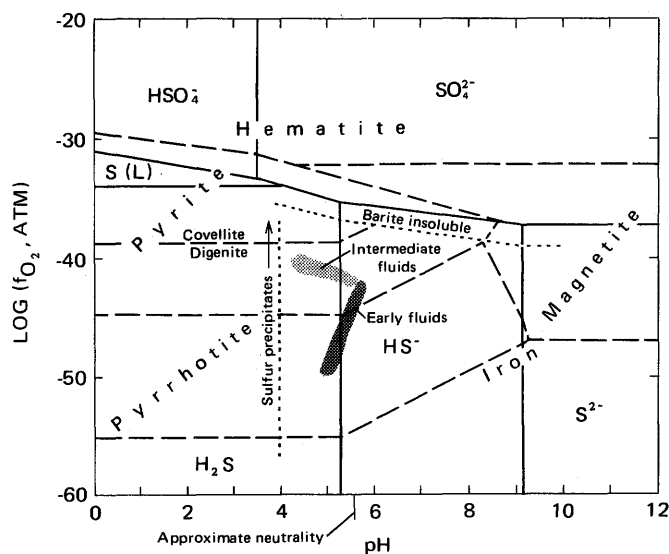 -20
HSO₄⁻
SO₄²⁻
Hematite
-30
S (L)
Pyrite
Barite insoluble
Covellite
Digenite
-40
Intermediate
fluids
Magnetite
LOG (fO₂, ATM)
Sulfur precipitates
Early fluids
HS⁻
Pyrrhotite
Iron
-50
S²⁻
H₂S
-60
0 2 4 6 8 10 12
Approximate neutrality
pH